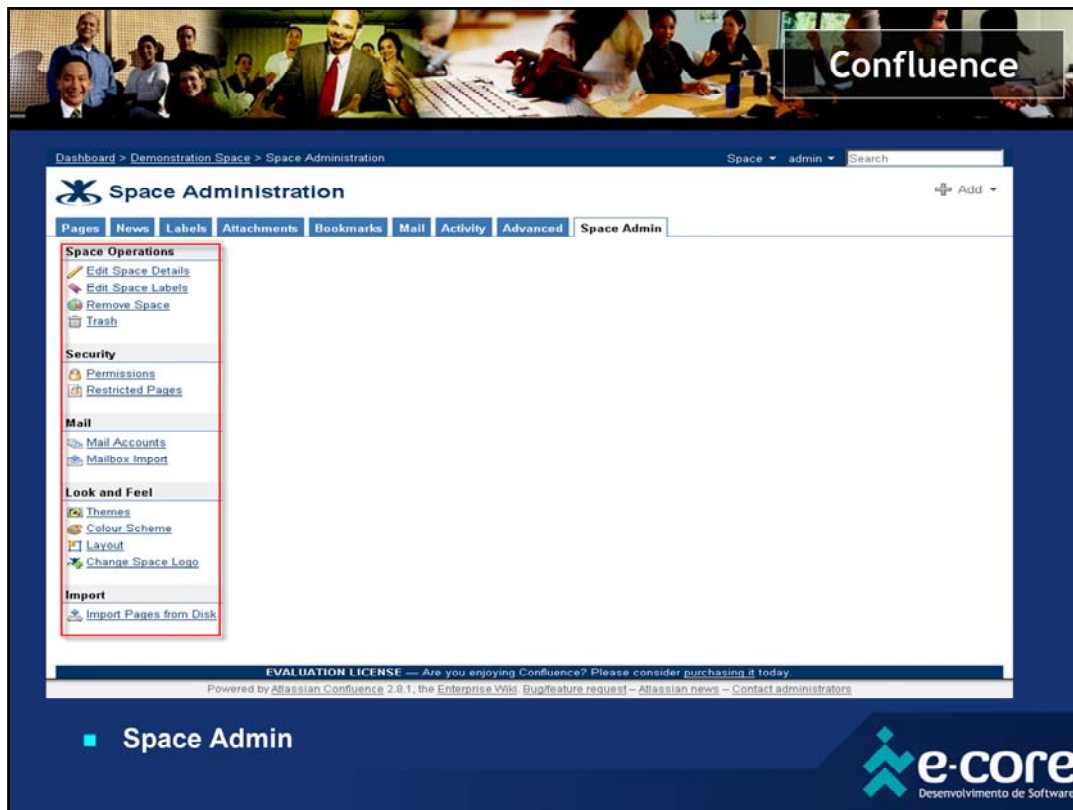 Confluence
Dashboard > Demonstration Space > Space Administration Space admin Search
Space Administration Add
Pages News Labels Attachments Bookmarks Mail Activity Advanced Space Admin
Space Operations
Edit Space Details
Edit Space Labels
Remove Space
Trash
Security
Permissions
Restricted Pages
Mail
Mail Accounts
Mailbox Import
Look and Feel
Themes
Colour Scheme
Layout
Change Space Logo
Import
Import Pages from Disk
EVALUATION LICENSE — Are you enjoying Confluence? Please consider purchasing it today.
Powered by Atlassian Confluence 2.8.1, the Enterprise Wiki. Bug/feature request – Atlassian news – Contact administrators
Space Admin
e-core
Desenvolvimento de Software